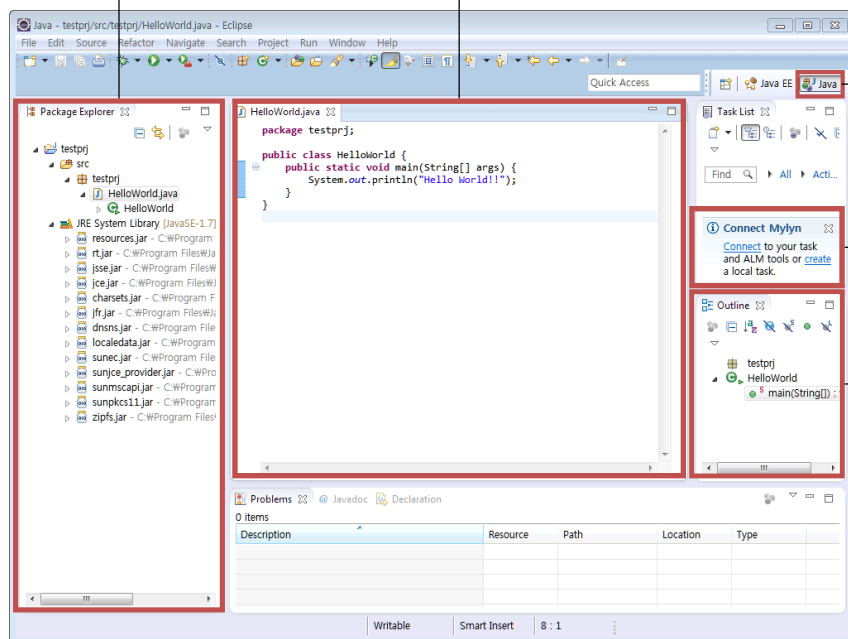 Java - testprj/src/testprj/HelloWorld.java - Eclipse
File Edit Source Refactor Navigate Search Project Run Window Help
Quick Access
Java EE
Java
Package Explorer
testprj
src
testprj
HelloWorld.java
HelloWorld
JRE System Library [JavaSE-1.7]
resources.jar - C:₩Program
rt.jar - C:₩Program Files₩Ja
jsse.jar - C:₩Program Files₩
jce.jar - C:₩Program Files₩J
charsets.jar - C:₩Program F
jfr.jar - C:₩Program Files₩Ja
dnsns.jar - C:₩Program File
localedata.jar - C:₩Program
sunec.jar - C:₩Program File
sunjce_provider.jar - C:₩Pro
sunmscapi.jar - C:₩Program
sunpkcs11.jar - C:₩Program
zipfs.jar - C:₩Program Files₩
HelloWorld.java
package testprj;
public class HelloWorld {
public static void main(String[] args) {
System.out.println("Hello World!!");
}
}
Task List
Find
All
Acti...
Connect Mylyn
Connect to your task
and ALM tools or create
a local task.
Outline
testprj
HelloWorld
main(String[]) :
Problems @ Javadoc Declaration
0 items
Description Resource Path Location Type
Writable Smart Insert 8 : 1